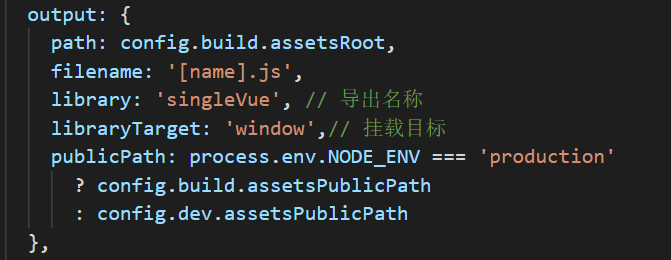 output: {
path: config.build.assetsRoot,
filename: '[name].js',
library: 'singleVue', // 导出名称
libraryTarget: 'window',// 挂载目标
publicPath: process.env.NODE_ENV === 'production'
? config.build.assetsPublicPath
: config.dev.assetsPublicPath
},